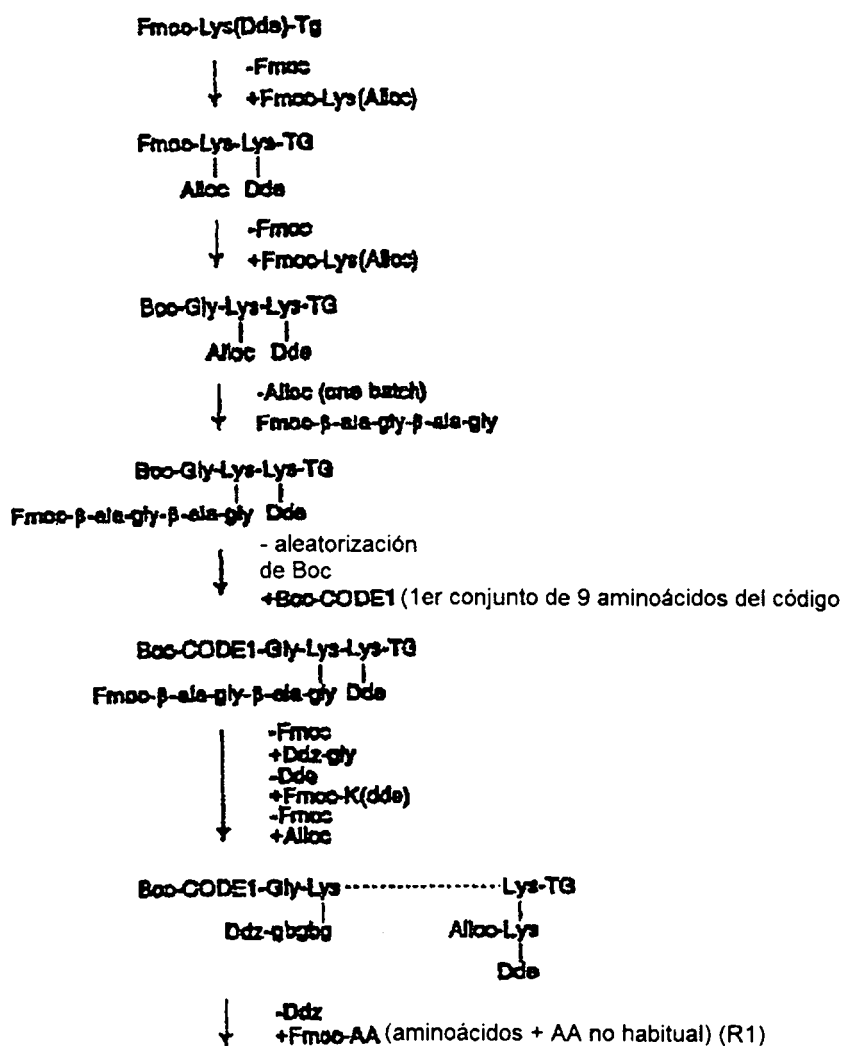 Fmoc-Lys(Dde)-Tg
-Fmoc
+Fmoc-Lys(Alloc)
Fmoc-Lys-Lys-TG
Alloc Dde
-Fmoc
+Fmoc-Lys(Alloc)
Boc-Gly-Lys-Lys-TG
Alloc Dde
-Alloc (one batch)
Fmoc-β-ala-gly-β-ala-gly
Boc-Gly-Lys-Lys-TG
Fmoc-β-ala-gly-β-ala-gly Dde
- aleatorización
de Boc
+Boc-CODE1 (1er conjunto de 9 aminoácidos del código
Boc-CODE1-Gly-Lys-Lys-TG
Fmoc-β-ala-gly-β-ala-gly Dde
-Fmoc
+Ddz-gly
-Dde
+Fmoc-K(dde)
-Fmoc
+Alloc
Boc-CODE1-Gly-Lys----------------Lys-TG
Ddz-gbgbg Alloc-Lys
Dde
-Ddz
+Fmoc-AA (aminoácidos + AA no habitual) (R1)